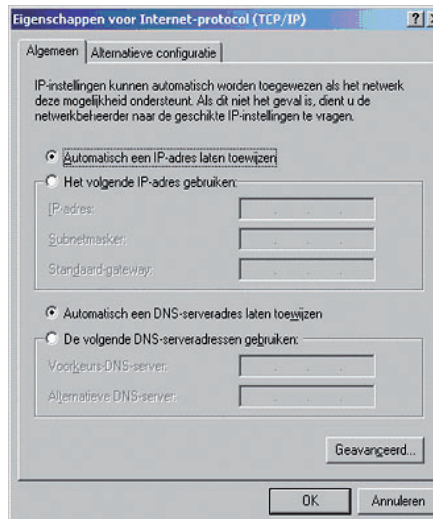 Eigenschappen voor Internet-protocol (TCP/IP)
Algemeen
Alternatieve configuratie
IP-instellingen kunnen automatisch worden toegewezen als het netwerk
deze mogelijkheid ondersteunt. Als dit niet het geval is, dient u de
netwerkbeheerder naar de geschikte IP-instellingen te vragen.
Automatisch een IP-adres laten toewijzen
Het volgende IP-adres gebruiken:
IP-adres:
Subnetmasker:
Standaard-gateway:
Automatisch een DNS-serveradres laten toewijzen
De volgende DNS-serveradressen gebruiken:
Voorkeurs-DNS-server:
Alternatieve DNS-server:
Geavanceerd...
OK
Annuleren